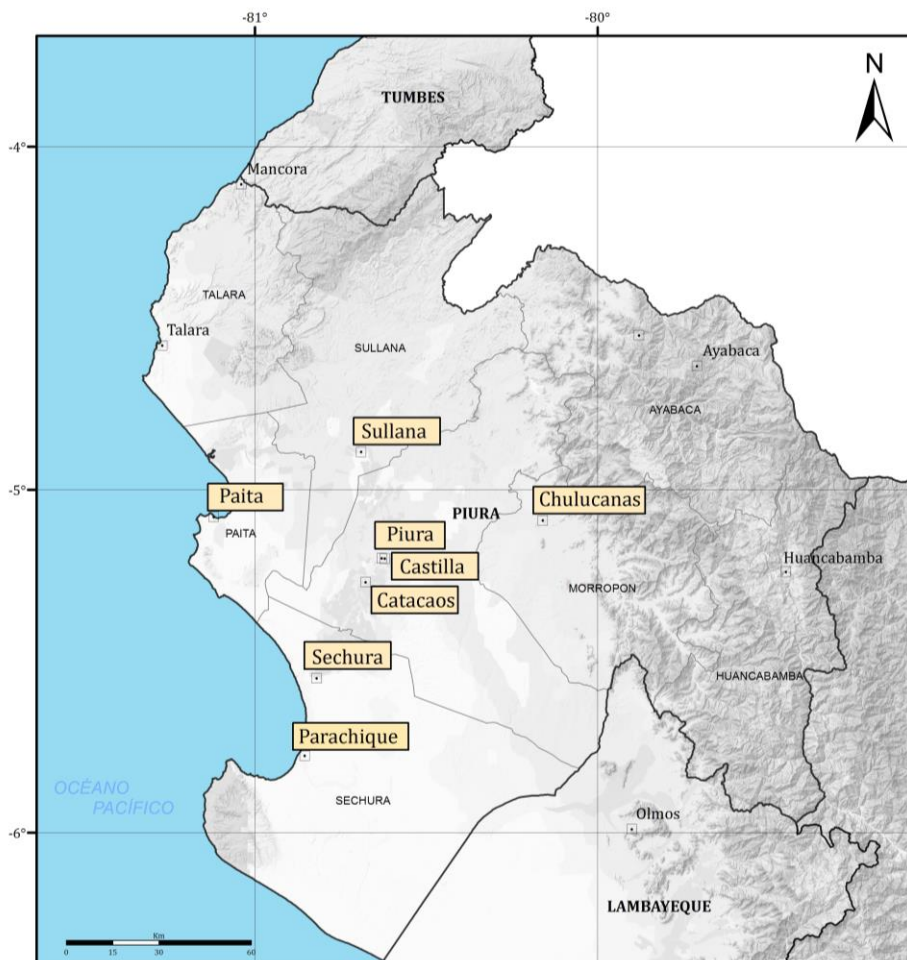 -81°
-80°
N
TUMBES
-4°
Mancora
TALARA
Talara
SULLANA
Ayabaca
AYABACA
Sullana
-5°
Paita
Chulucanas
PIURA
PAITA
Piura
Castilla
Huancabamba
Catacaos
MORROPON
Sechura
HUANCABAMBA
Parachique
OCÉANO
PACÍFICO
SECHURA
Olmos
-6°
LAMBAYEQUE
Km
0 15 30 60